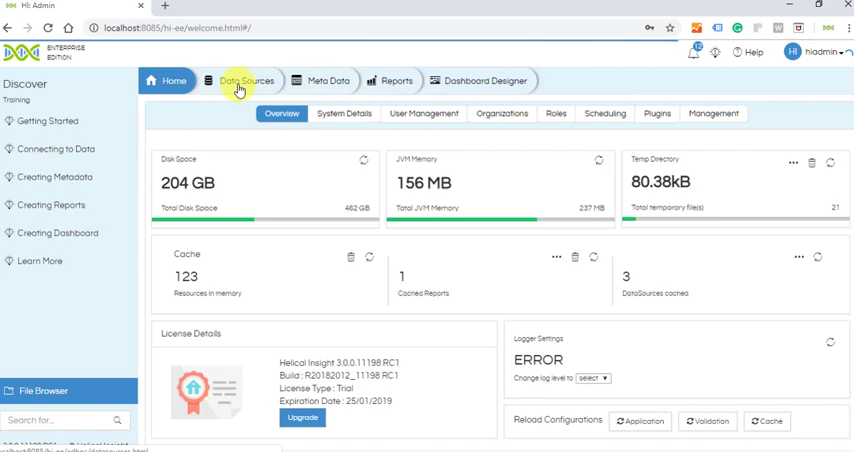 HI: Admin
localhost:8085/hi-ee/welcome.html#/
ENTERPRISE
EDITION
12
Help
HI
hiadmin
Discover
Training
Getting Started
Connecting to Data
Creating Metadata
Creating Reports
Creating Dashboard
Learn More
File Browser
Search for...
Home
Data Sources
Meta Data
Reports
Dashboard Designer
Overview
System Details
User Management
Organizations
Roles
Scheduling
Plugins
Management
Disk Space
204 GB
Total Disk Space
462 GB
JVM Memory
156 MB
Total JVM Memory
237 MB
Temp Directory
80.38kB
Total temporary file(s)
21
Cache
123
Resources in memory
1
Cached Reports
3
DataSources cached
License Details
Helical Insight 3.0.0.11198 RC1
Build : R20182012_11198 RC1
License Type : Trial
Expiration Date : 25/01/2019
Upgrade
Logger Settings
ERROR
Change log level to
select
Reload Configurations
Application
Validation
Cache